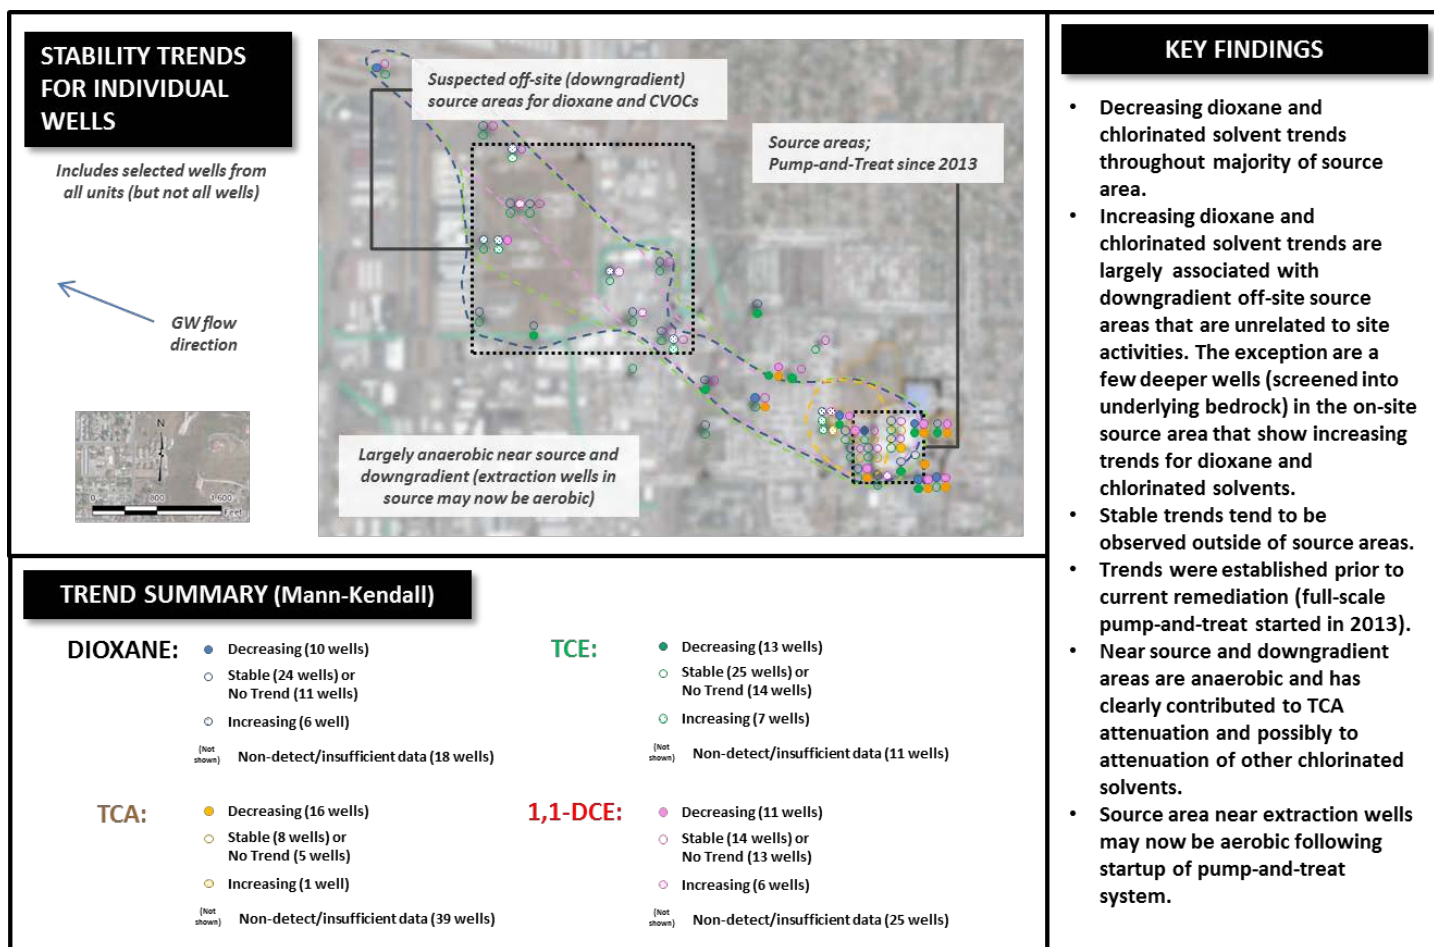 STABILITY TRENDS
FOR INDIVIDUAL
WELLS
Includes selected wells from
all units (but not all wells)
GW flow
direction
N
0 800 1,600
Feet
Suspected off-site (downgradient)
source areas for dioxane and CVOCs
Source areas;
Pump-and-Treat since 2013
Largely anaerobic near source and
downgradient (extraction wells in
source may now be aerobic)
TREND SUMMARY (Mann-Kendall)
DIOXANE:
Decreasing (10 wells)
Stable (24 wells) or
No Trend (11 wells)
Increasing (6 well)
(Not
shown)
Non-detect/insufficient data (18 wells)
TCE:
Decreasing (13 wells)
Stable (25 wells) or
No Trend (14 wells)
Increasing (7 wells)
(Not
shown)
Non-detect/insufficient data (11 wells)
TCA:
Decreasing (16 wells)
Stable (8 wells) or
No Trend (5 wells)
Increasing (1 well)
(Not
shown)
Non-detect/insufficient data (39 wells)
1,1-DCE:
Decreasing (11 wells)
Stable (14 wells) or
No Trend (13 wells)
Increasing (6 wells)
(Not
shown)
Non-detect/insufficient data (25 wells)
KEY FINDINGS
• Decreasing dioxane and
chlorinated solvent trends
throughout majority of source
area.
• Increasing dioxane and
chlorinated solvent trends are
largely associated with
downgradient off-site source
areas that are unrelated to site
activities. The exception are a
few deeper wells (screened into
underlying bedrock) in the on-site
source area that show increasing
trends for dioxane and
chlorinated solvents.
• Stable trends tend to be
observed outside of source areas.
• Trends were established prior to
current remediation (full-scale
pump-and-treat started in 2013).
• Near source and downgradient
areas are anaerobic and has
clearly contributed to TCA
attenuation and possibly to
attenuation of other chlorinated
solvents.
• Source area near extraction wells
may now be aerobic following
startup of pump-and-treat
system.